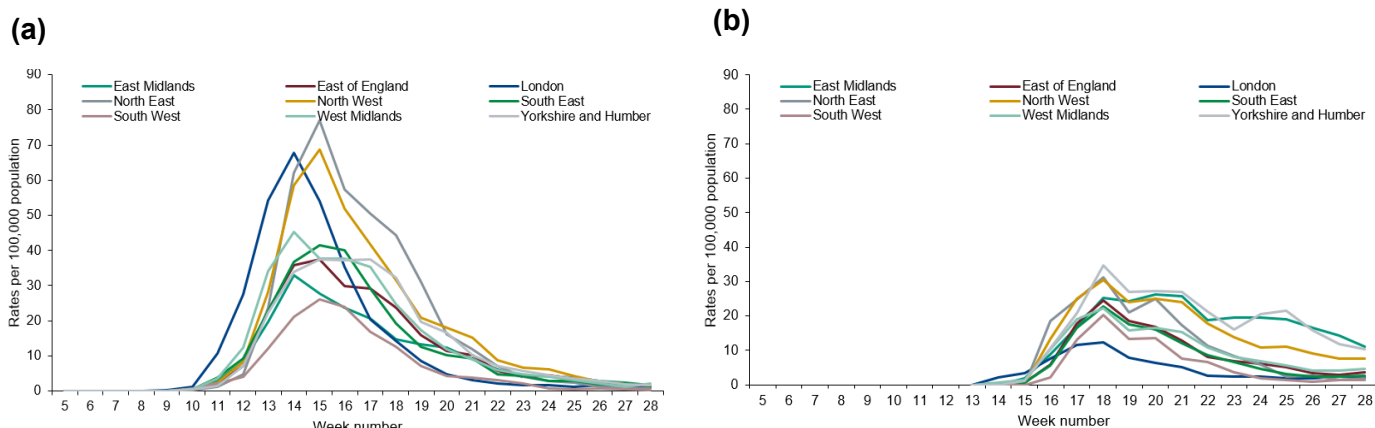 (a)
90
80
70
60
50
40
30
20
10
0
Rates per 100,000 population
East Midlands East of England London
North East North West South East
South West West Midlands Yorkshire and Humber
5 6 7 8 9 10 11 12 13 14 15 16 17 18 19 20 21 22 23 24 25 26 27 28
Week number
(b)
90
80
70
60
50
40
30
20
10
0
Rates per 100,000 population
East Midlands East of England London
North East North West South East
South West West Midlands Yorkshire and Humber
5 6 7 8 9 10 11 12 13 14 15 16 17 18 19 20 21 22 23 24 25 26 27 28
Week number